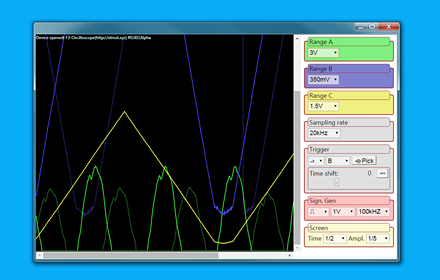 Device opened) F3-Oscilloscope(http://elmot.xyz) R0.001Alpha
Range A
3V
Range B
350mV
Range C
1.5V
Sampling rate
20kHz
Trigger
B Pick
Time shift: 0
Sign. Gen
1V 100kHZ
Screen
Time 1/2 Ampl. 1/5